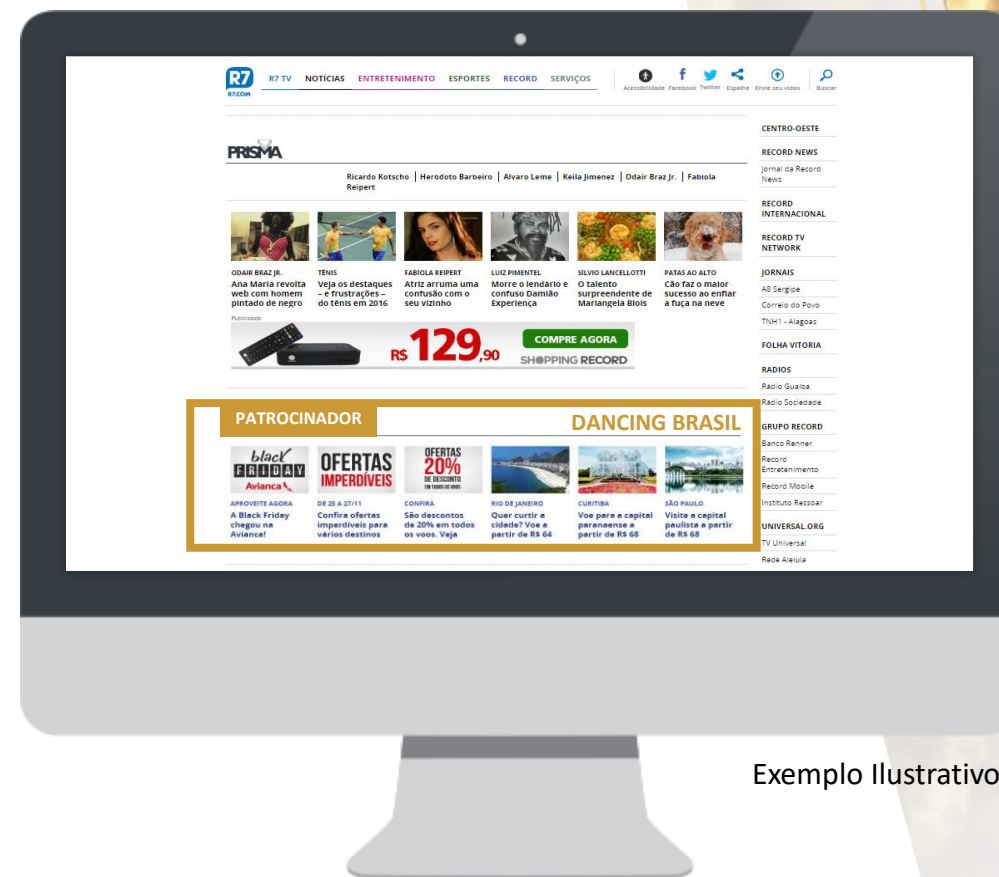 R7
R7.COM
R7 TV NOTÍCIAS ENTRETENIMENTO ESPORTES RECORD SERVIÇOS
Acessibilidade Facebook Twitter Espalhe Envie seu vídeo Buscar
PRISMA
Ricardo Kotscho | Herodoto Barbeiro | Alvaro Leme | Keila Jimenez | Odair Braz Jr. | Fabiola
Reipert
ODAIR BRAZ JR.
Ana Maria revolta
web com homem
pintado de negro
TÊNIS
Veja os destaques
– e frustrações –
do tênis em 2016
FABIOLA REIPERT
Atriz arruma uma
confusão com o
seu vizinho
LUIZ PIMENTEL
Morre o lendário e
confuso Damião
Experiença
SILVIO LANCELLOTTI
O talento
surpreendente de
Mariangela Blois
PATAS AO ALTO
Cão faz o maior
sucesso ao enfiar
a fuça na neve
Publicidade
R$ 129,90
COMPRE AGORA
SHOPPING RECORD
PATROCINADOR
DANCING BRASIL
black
FRIDAY
Avianca
APROVEITE AGORA
A Black Friday
chegou na
Avianca!
OFERTAS
IMPERDÍVEIS
DE 25 A 27/11
Confira ofertas
imperdíveis para
vários destinos
OFERTAS
20%
DE DESCONTO
EM TODOS OS VOOS
CONFIRA
São descontos
de 20% em todos
os voos. Veja
RIO DE JANEIRO
Quer curtir a
cidade? Voe a
partir de R$ 64
CURITIBA
Voe para a capital
paranaense a
partir de R$ 68
SÃO PAULO
Visite a capital
paulista a partir
de R$ 68
CENTRO-OESTE
RECORD NEWS
Jornal da Record
News
RECORD
INTERNACIONAL
RECORD TV
NETWORK
JORNAIS
A8 Sergipe
Correio do Povo
TNH1 - Alagoas
FOLHA VITORIA
RADIOS
Radio Guaiba
Radio Sociedade
GRUPO RECORD
Banco Renner
Record
Entretenimento
Record Mobile
Instituto Ressoar
UNIVERSAL.ORG
TV Universal
Rede Aleluia
Exemplo Ilustrativo